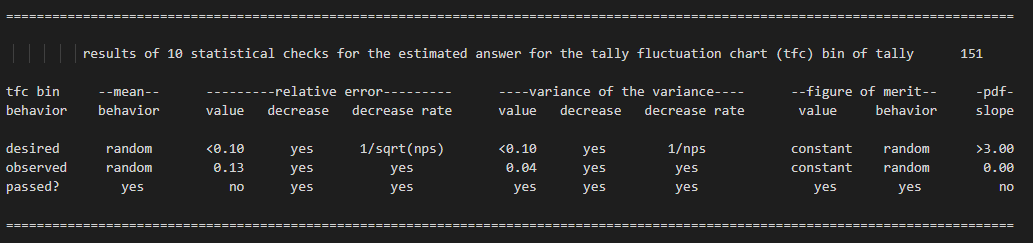 ===================================================================================================================================
results of 10 statistical checks for the estimated answer for the tally fluctuation chart (tfc) bin of tally 151
tfc bin --mean-- ---------relative error--------- ----variance of the variance---- --figure of merit-- -pdf-
behavior behavior value decrease decrease rate value decrease decrease rate value behavior slope
desired random <0.10 yes 1/sqrt(nps) <0.10 yes 1/nps constant random >3.00
observed random 0.13 yes yes 0.04 yes yes constant random 0.00
passed? yes no yes yes yes yes yes yes yes no
===================================================================================================================================